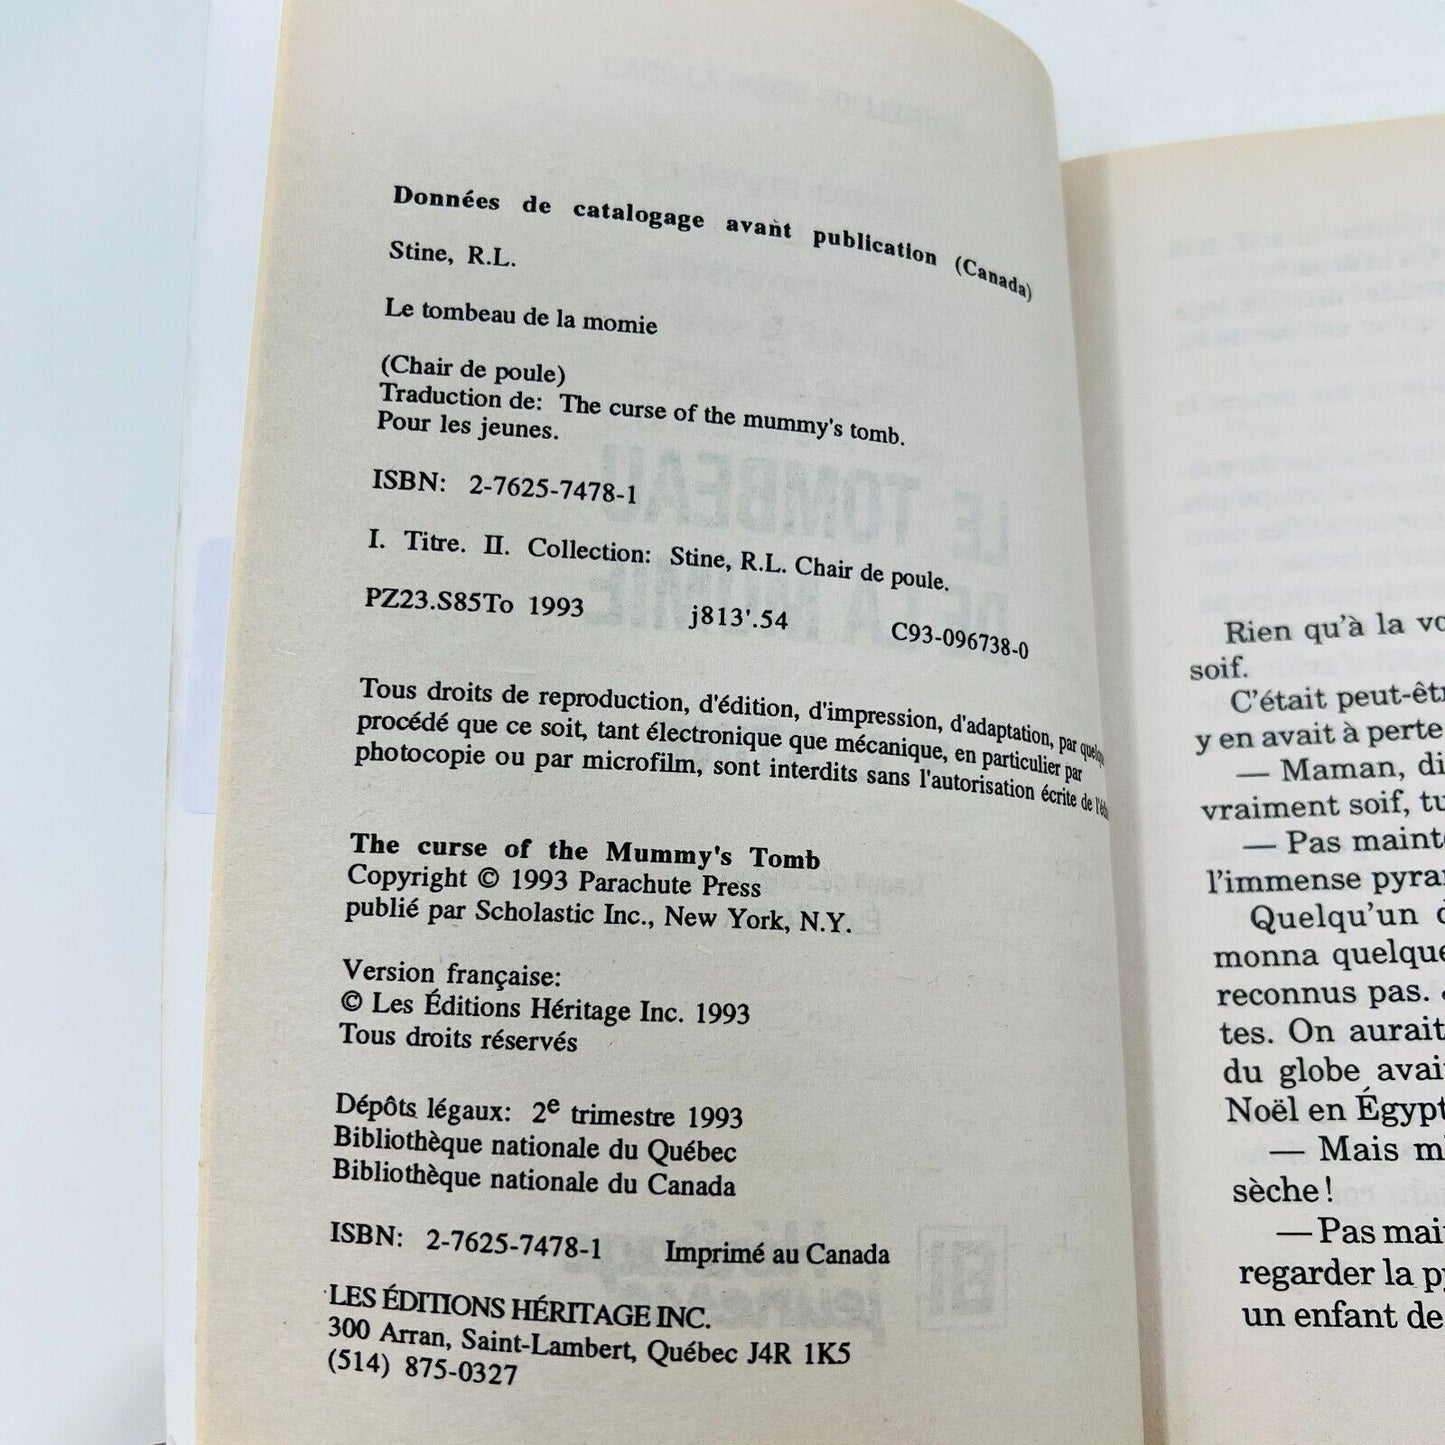 Données de catalogage avant publication (Canada)
Stine, R.L.
Le tombeau de la momie
(Chair de poule)
Traduction de: The curse of the mummy's tomb.
Pour les jeunes.
ISBN: 2-7625-7478-1
I. Titre. II. Collection: Stine, R.L. Chair de poule.
PZ23.S85To 1993 j813'.54 C93-096738-0
Tous droits de reproduction, d'édition, d'impression, d'adaptation, par quelque
procédé que ce soit, tant électronique que mécanique, en particulier par
photocopie ou par microfilm, sont interdits sans l'autorisation écrite de
The curse of the Mummy's Tomb
Copyright © 1993 Parachute Press
publié par Scholastic Inc., New York, N.Y.
Version française:
© Les Éditions Héritage Inc. 1993
Tous droits réservés
Dépôts légaux: 2e trimestre 1993
Bibliothèque nationale du Québec
Bibliothèque nationale du Canada
ISBN: 2-7625-7478-1 Imprimé au Canada
LES ÉDITIONS HÉRITAGE INC.
300 Arran, Saint-Lambert, Québec J4R 1K5
(514) 875-0327
Rien qu'à la vo
soif.
C'était peut-êt
y en avait à perte
— Maman, di
vraiment soif, tu
— Pas maint
l'immense pyra
Quelqu'un d
monna quelque
reconnus pas.
tes. On aurait
du globe avai
Noël en Égypt
— Mais m
sèche!
— Pas mai
regarder la p
un enfant de